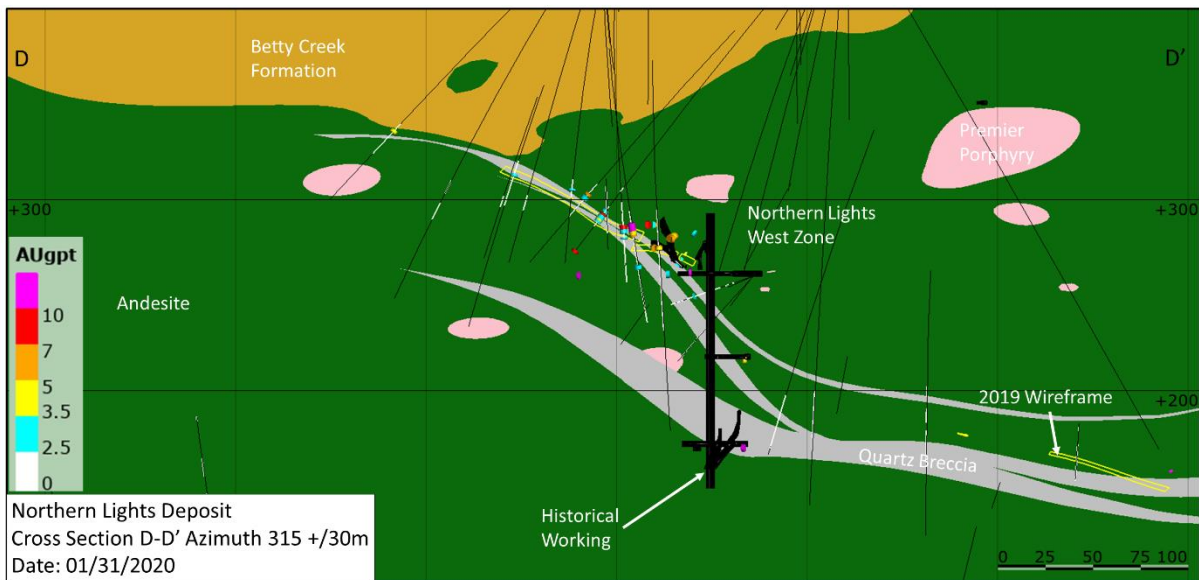 D
Betty Creek
Formation
D'
Premier
Porphyry
+300
+300
Northern Lights
West Zone
AUgpt
10
7
5
3.5
2.5
0
Andesite
2019 Wireframe
+200
Quartz Breccia
Historical
Working
Northern Lights Deposit
Cross Section D-D' Azimuth 315 +/30m
Date: 01/31/2020
0 25 50 75 100